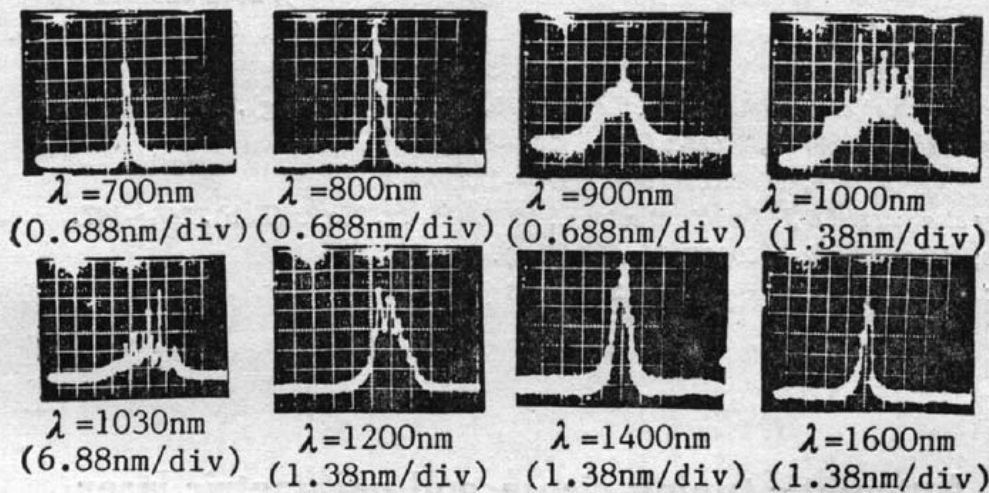 λ=700nm
λ=800nm
λ=900nm
λ=1000nm
(0.688nm/div)
(0.688nm/div)
(0.688nm/div)
(1.38nm/div)
λ=1030nm
λ=1200nm
λ=1400nm
λ=1600nm
(6.88nm/div)
(1.38nm/div)
(1.38nm/div)
(1.38nm/div)